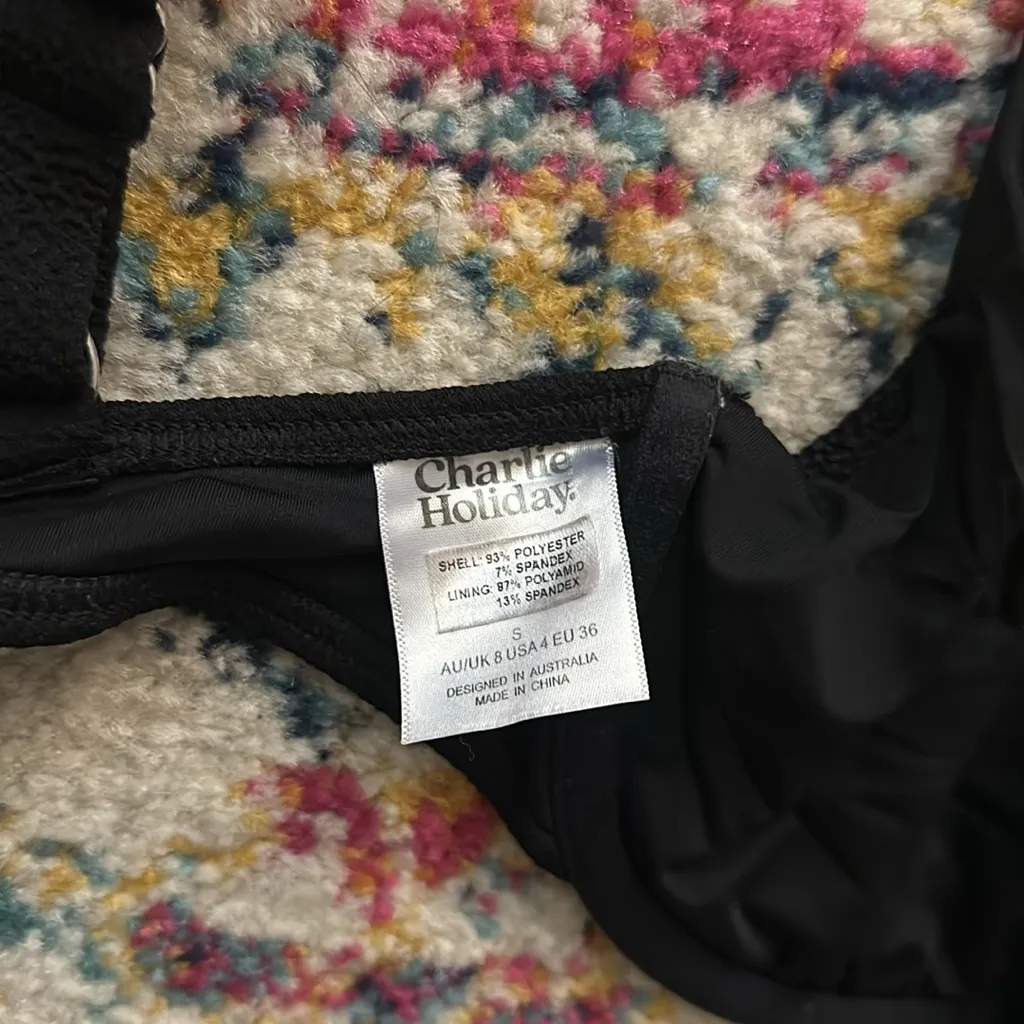 Charlie
Holiday.
SHELL: 93% POLYESTER
7% SPANDEX
LINING: 87% POLYAMID
13% SPANDEX
S
AU/UK 8 USA 4 EU 36
DESIGNED IN AUSTRALIA
MADE IN CHINA